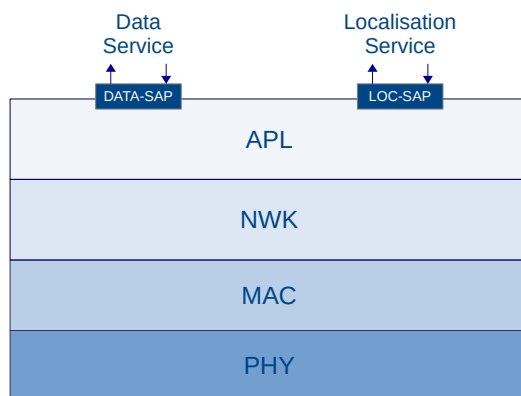 Data
Service
Localisation
Service
DATA-SAP
LOC-SAP
APL
NWK
MAC
PHY